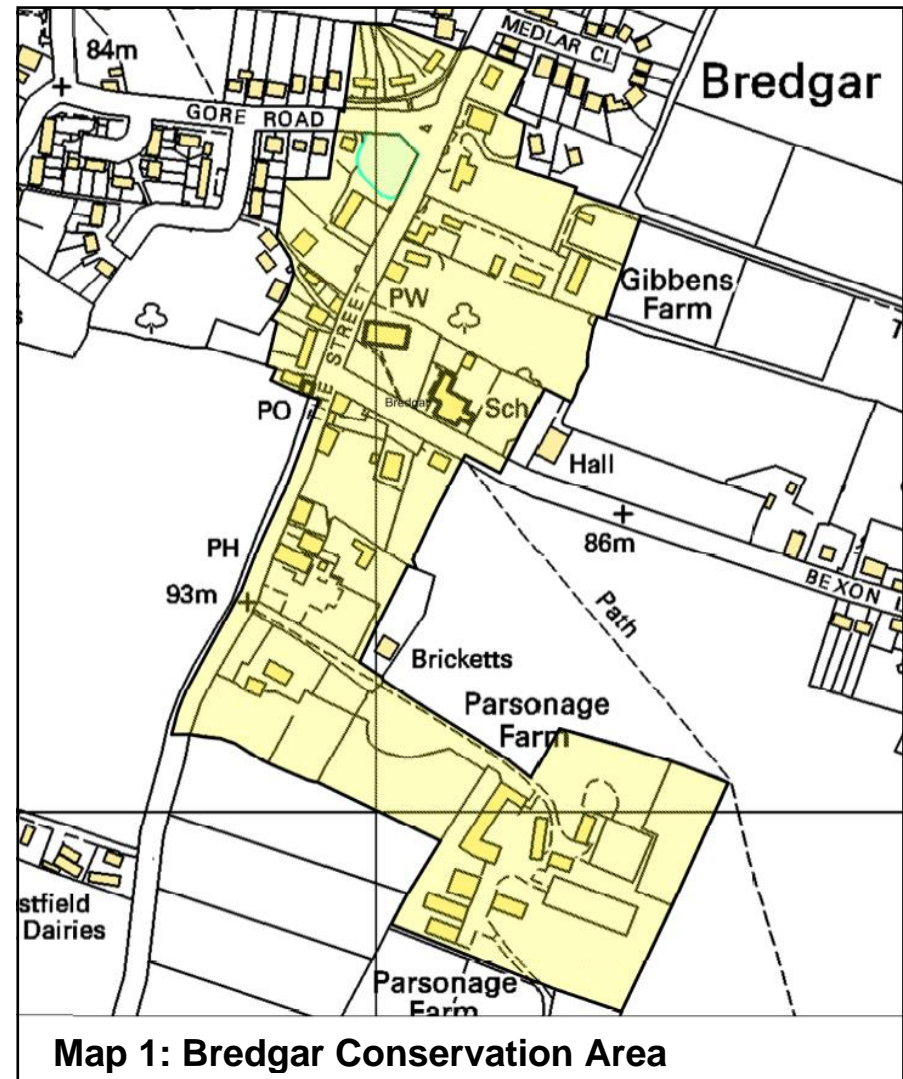 MEDLAR CL
84m
Bredgar
GORE ROAD
Gibbens
Farm
PW
THE STREET
Bredgar
Sch
PO
Hall
86m
PH
BEXON L
93m
Path
Bricketts
Parsonage
Farm
stfield
Dairies
Parsonage
Farm
Map 1: Bredgar Conservation Area